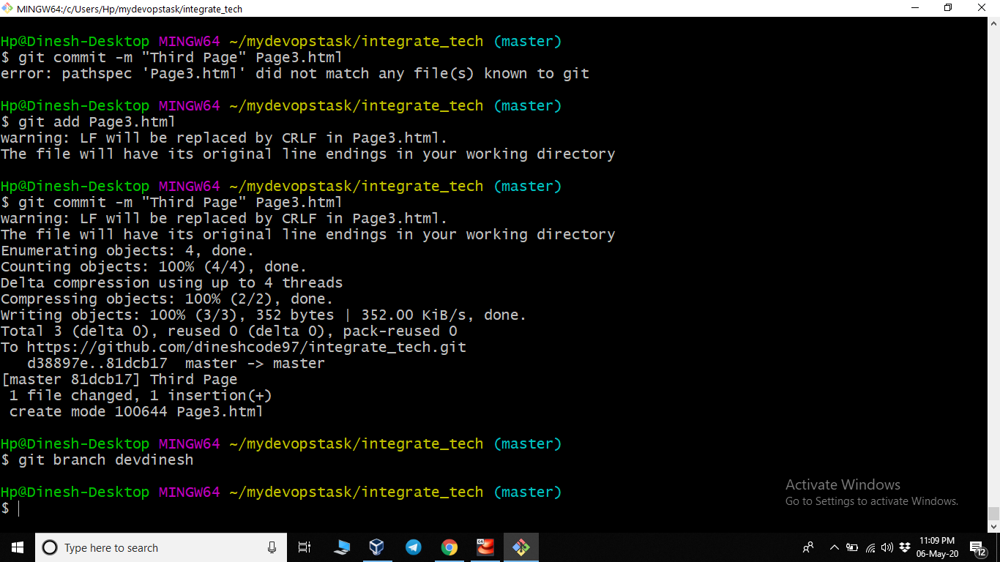 MINGW64:/c/Users/Hp/mydevopstask/integrate_tech
Hp@Dinesh-Desktop MINGW64 ~/mydevopstask/integrate_tech (master)
$ git commit -m "Third Page" Page3.html
error: pathspec 'Page3.html' did not match any file(s) known to git
Hp@Dinesh-Desktop MINGW64 ~/mydevopstask/integrate_tech (master)
$ git add Page3.html
warning: LF will be replaced by CRLF in Page3.html.
The file will have its original line endings in your working directory
Hp@Dinesh-Desktop MINGW64 ~/mydevopstask/integrate_tech (master)
$ git commit -m "Third Page" Page3.html
warning: LF will be replaced by CRLF in Page3.html.
The file will have its original line endings in your working directory
Enumerating objects: 4, done.
Counting objects: 100% (4/4), done.
Delta compression using up to 4 threads
Compressing objects: 100% (2/2), done.
Writing objects: 100% (3/3), 352 bytes | 352.00 KiB/s, done.
Total 3 (delta 0), reused 0 (delta 0), pack-reused 0
To https://github.com/dineshcode97/integrate_tech.git
   d38897e..81dcb17  master -> master
[master 81dcb17] Third Page
 1 file changed, 1 insertion(+)
 create mode 100644 Page3.html
Hp@Dinesh-Desktop MINGW64 ~/mydevopstask/integrate_tech (master)
$ git branch devdinesh
Hp@Dinesh-Desktop MINGW64 ~/mydevopstask/integrate_tech (master)
$
Activate Windows
Go to Settings to activate Windows.
Type here to search
11:09 PM
06-May-20
12